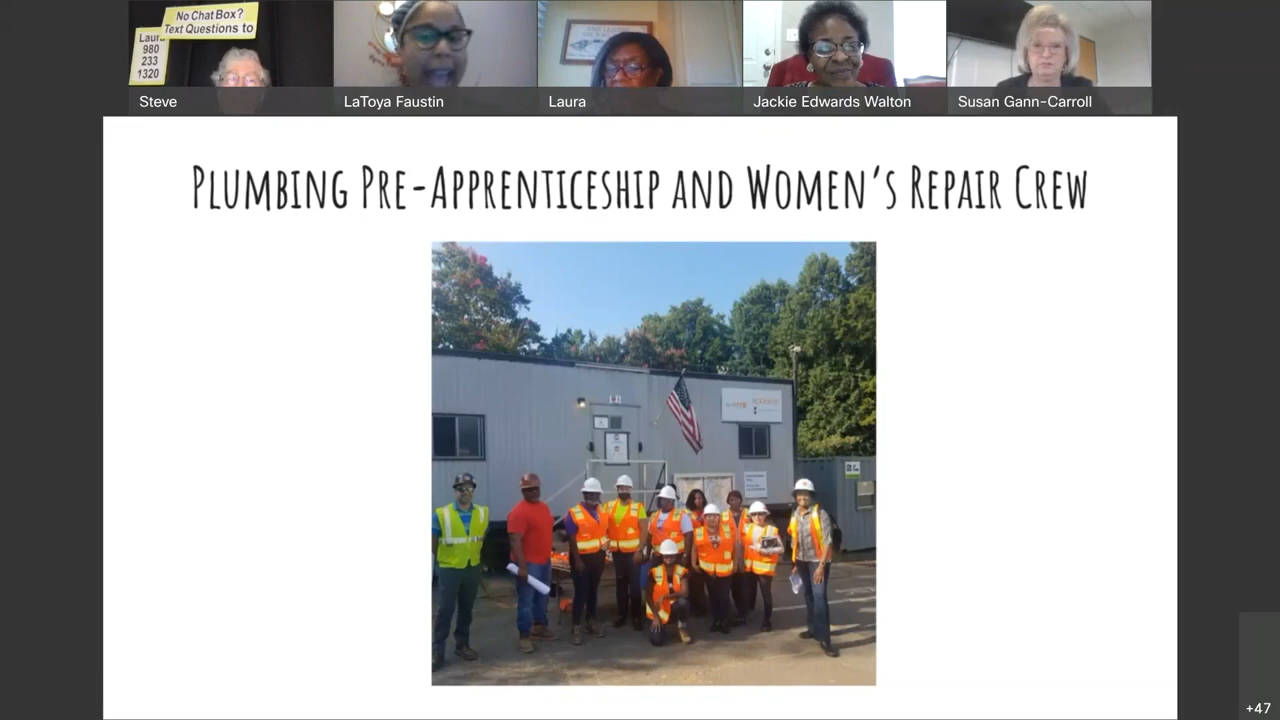 No Chat Box?
Text Questions to
Laura
980
233
1320
Steve
LaToya Faustin
Laura
Jackie Edwards Walton
Susan Gann-Carroll
Plumbing Pre-Apprenticeship and Women's Repair Crew
+47